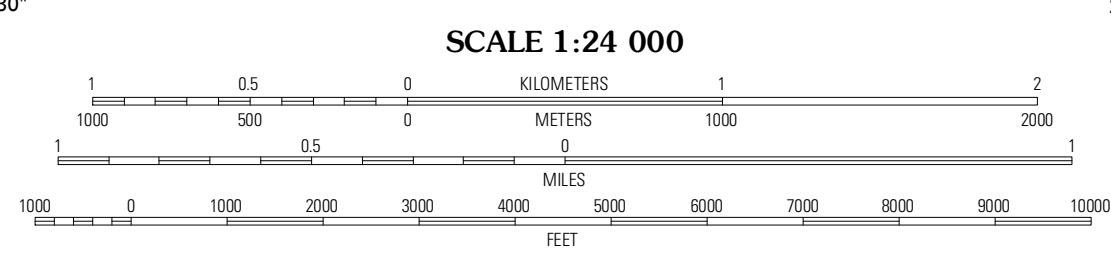 30"
SCALE 1:24 000
1 0.5 0 KILOMETERS 1 2
1000 500 0 METERS 1000 2000
1 0.5 0 1
MILES
1000 0 1000 2000 3000 4000 5000 6000 7000 8000 9000 10000
FEET